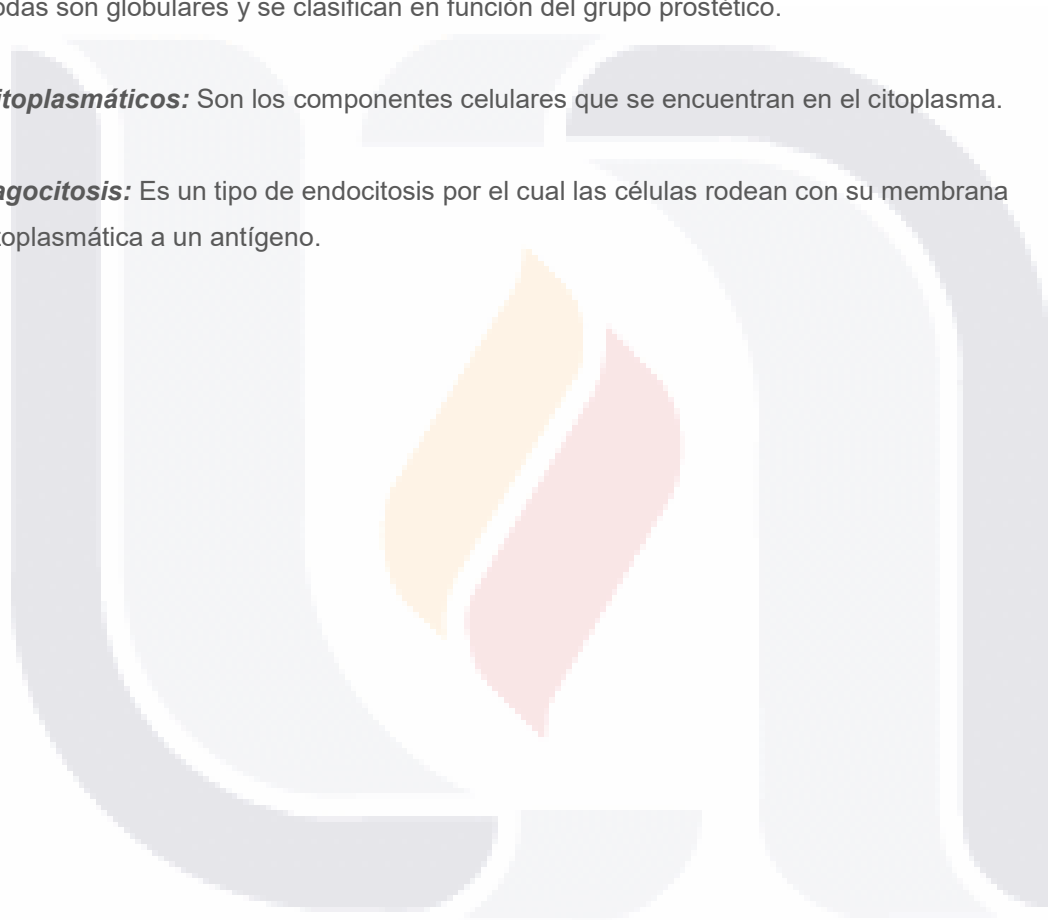 odas son globulares y se clasifican en función del grupo prostético.
itoplasmáticos: Son los componentes celulares que se encuentran en el citoplasma.
agocitosis: Es un tipo de endocitosis por el cual las células rodean con su membrana
toplasmática a un antígeno.